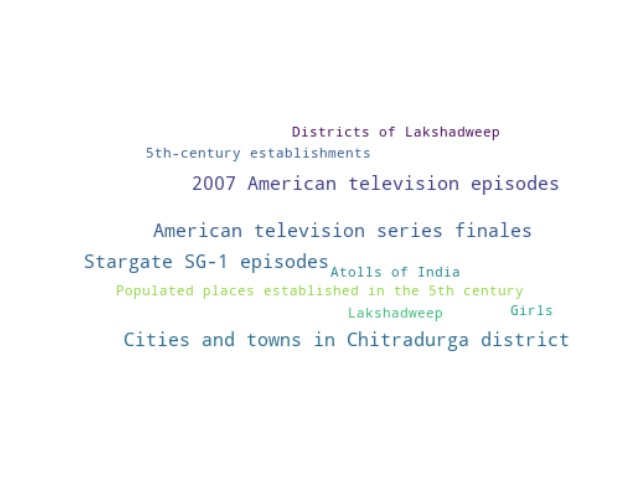 Districts of Lakshadweep
5th-century establishments
2007 American television episodes
American television series finales
Stargate SG-1 episodes
Atolls of India
Populated places established in the 5th century
Girls
Lakshadweep
Cities and towns in Chitradurga district